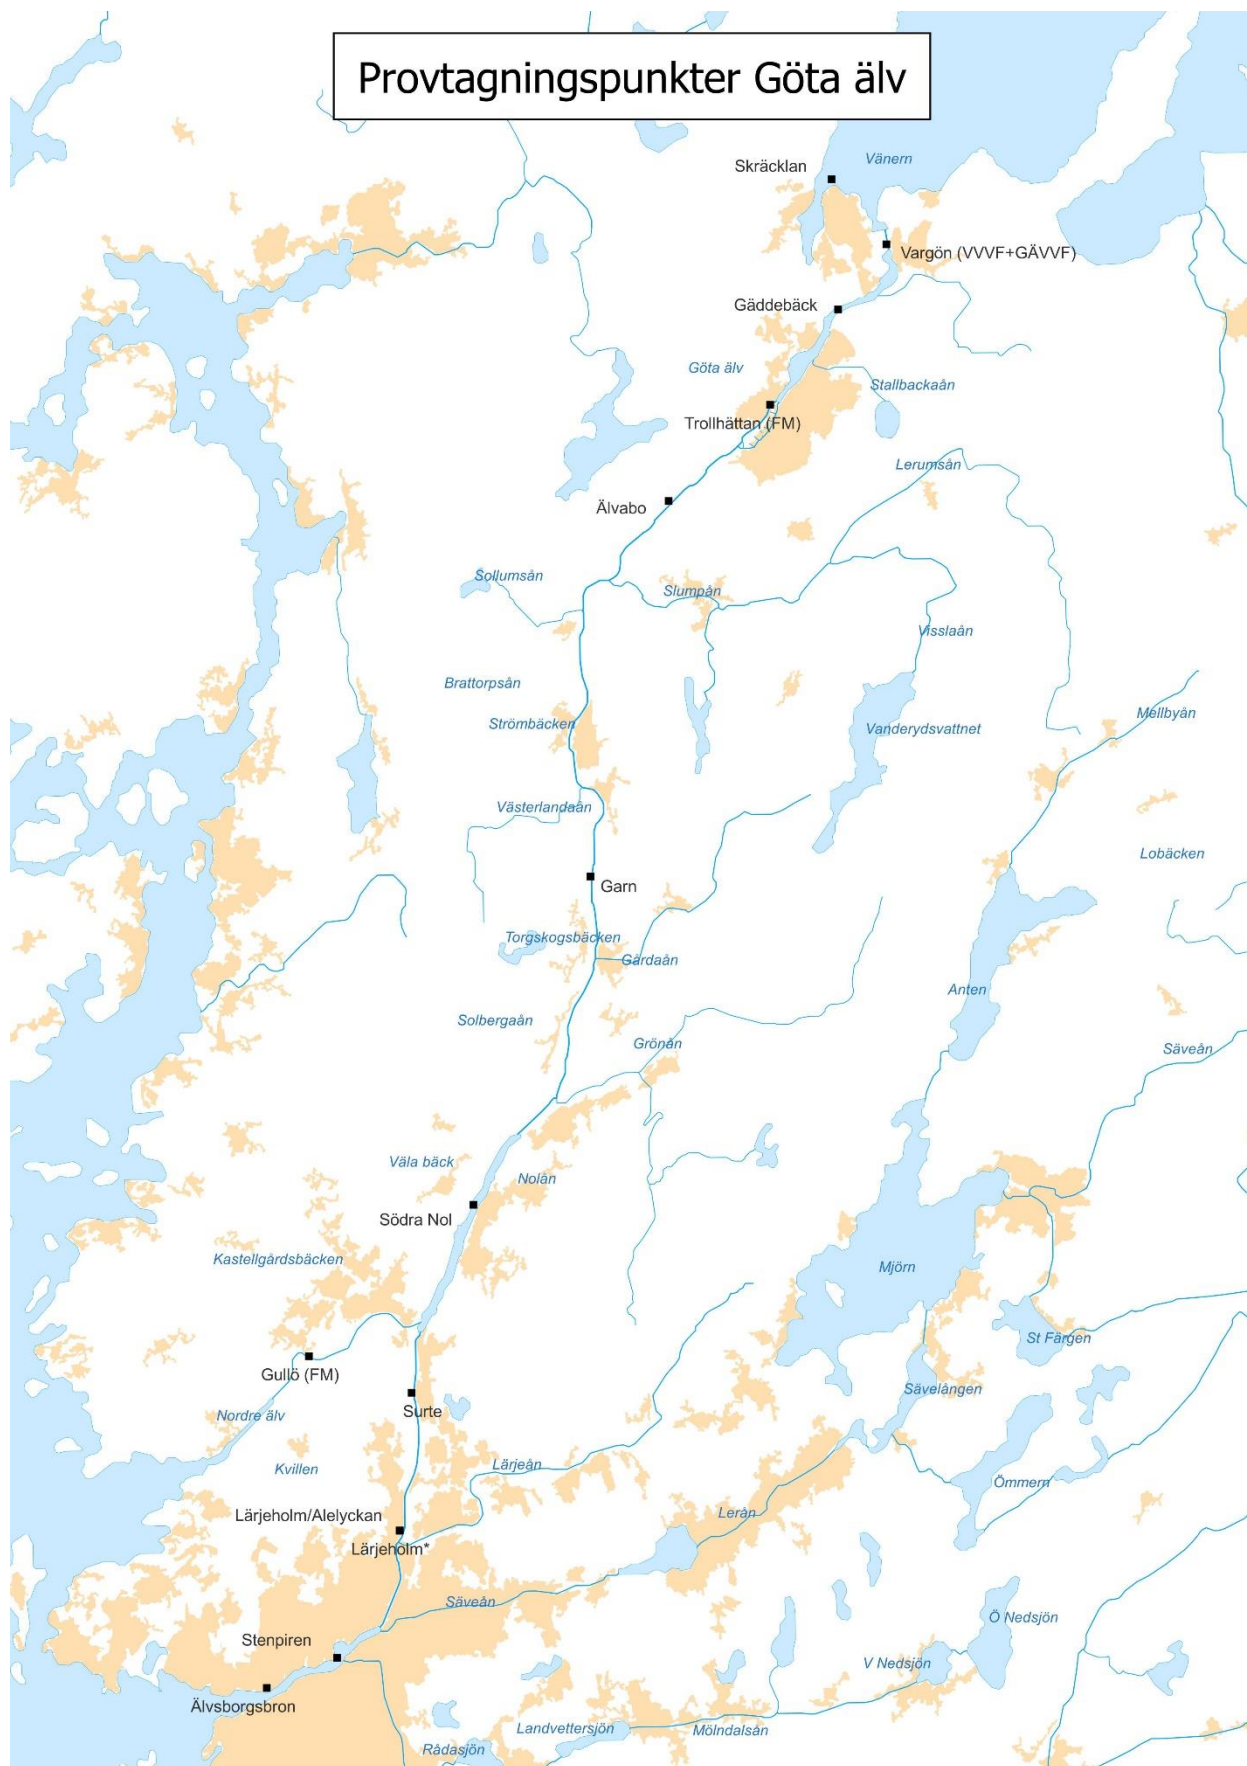 Provtagningspunkter Göta älv
Vänern
Skräcklan
Vargön (VVVF+GÄVVF)
Gäddebäck
Göta älv
Stallbackaån
Trollhättan (FM)
Lerumsån
Älvabo
Sollumsån
Slumpån
Visslaån
Brattorpsån
Strömbäcken
Mellbyån
Vanderydsvattnet
Västerlandaån
Lobäcken
Garn
Torgskogsbäcken
Gårdaån
Anten
Solbergaån
Grönån
Säveån
Väla bäck
Nolån
Södra Nol
Kastellgårdsbäcken
Mjörn
St Färgen
Gullö (FM)
Sävelången
Nordre älv
Surte
Kvillen
Lärjeån
Ömmern
Lärjeholm/Alelyckan
Lerån
Lärjeholm*
Säveån
Ö Nedsjön
Stenpiren
V Nedsjön
Älvsborgsbron
Landvettersjön
Mölndalsån
Rådasjön